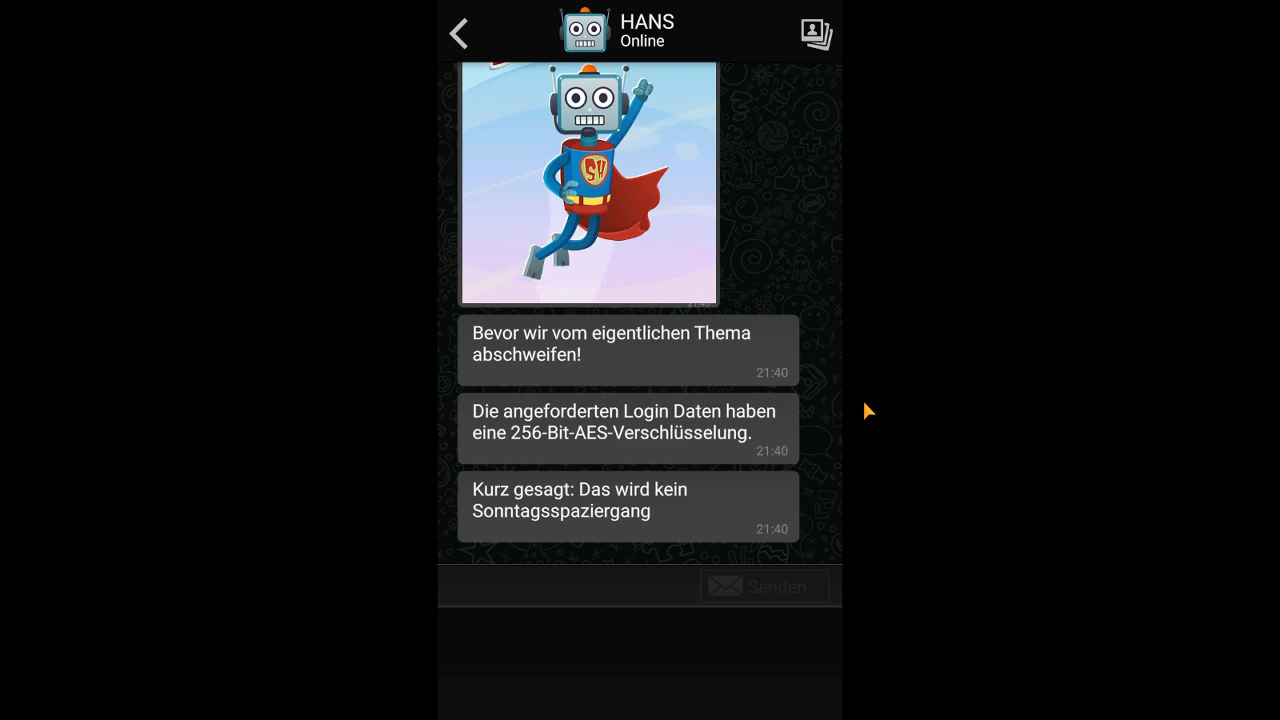 HANS
Online
SH
Bevor wir vom eigentlichen Thema
abschweifen!
21:40
Die angeforderten Login Daten haben
eine 256-Bit-AES-Verschlüsselung.
21:40
Kurz gesagt: Das wird kein
Sonntagsspaziergang
21:40
Senden